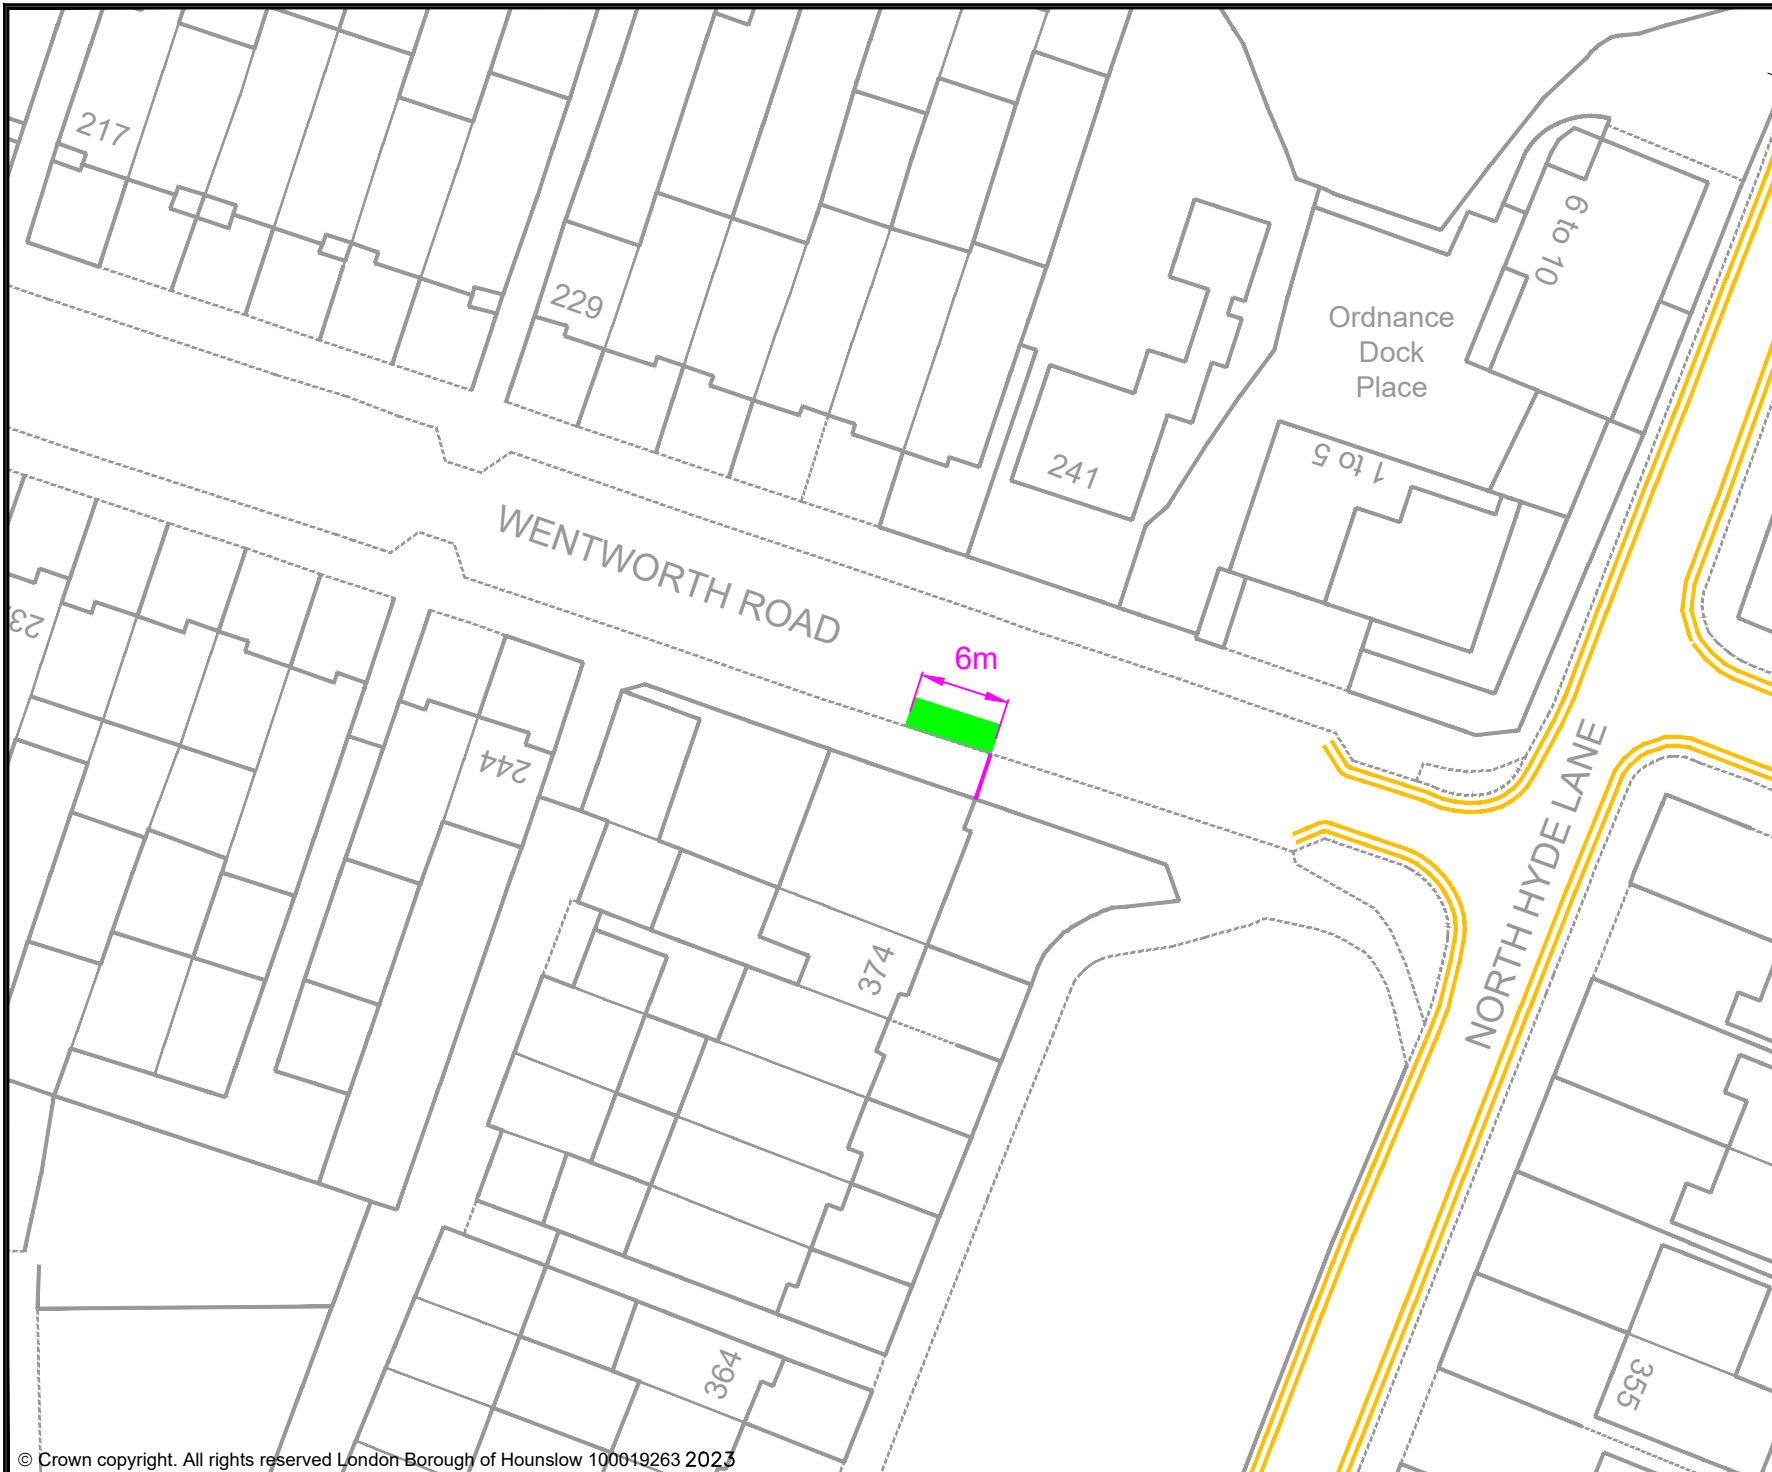 217
229
6 to 10
Ordnance
Dock
Place
241
1 to 5
WENTWORTH ROAD
6m
244
NORTH HYDE LANE
374
364
355
© Crown copyright. All rights reserved London Borough of Hounslow 100019263 2023